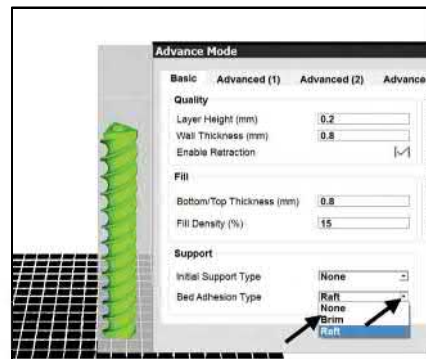 Advance Mode
Basic Advanced (1) Advanced (2) Advance
Quality
Layer Height (mm) 0.2
Wall Thickness (mm) 0.8
Enable Retraction
Fill
Bottom/Top Thickness (mm) 0.8
Fill Density (%) 15
Support
Initial Support Type None
Bed Adhesion Type Raft
None
Brim
Raft